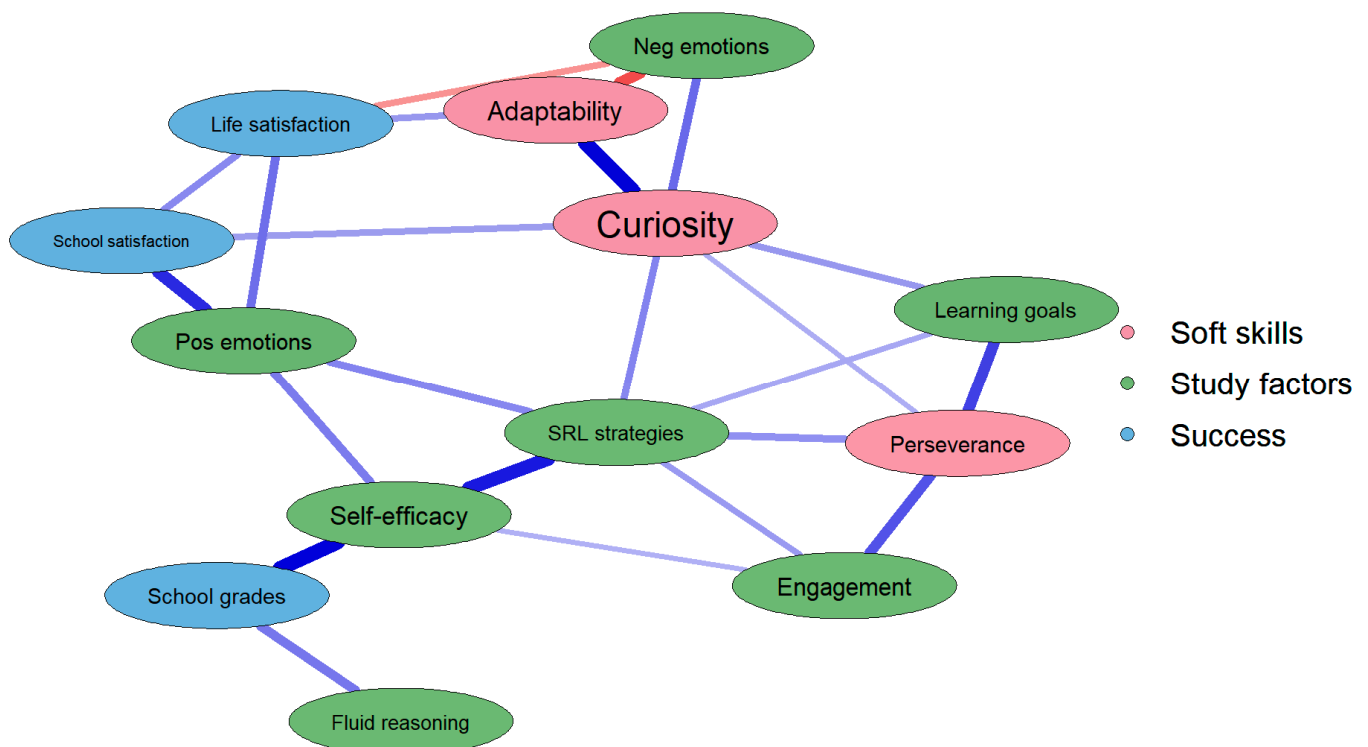 Neg emotions
Adaptability
Life satisfaction
Curiosity
School satisfaction
Learning goals
Pos emotions
Soft skills
Study factors
Success
SRL strategies
Perseverance
Self-efficacy
Engagement
School grades
Fluid reasoning